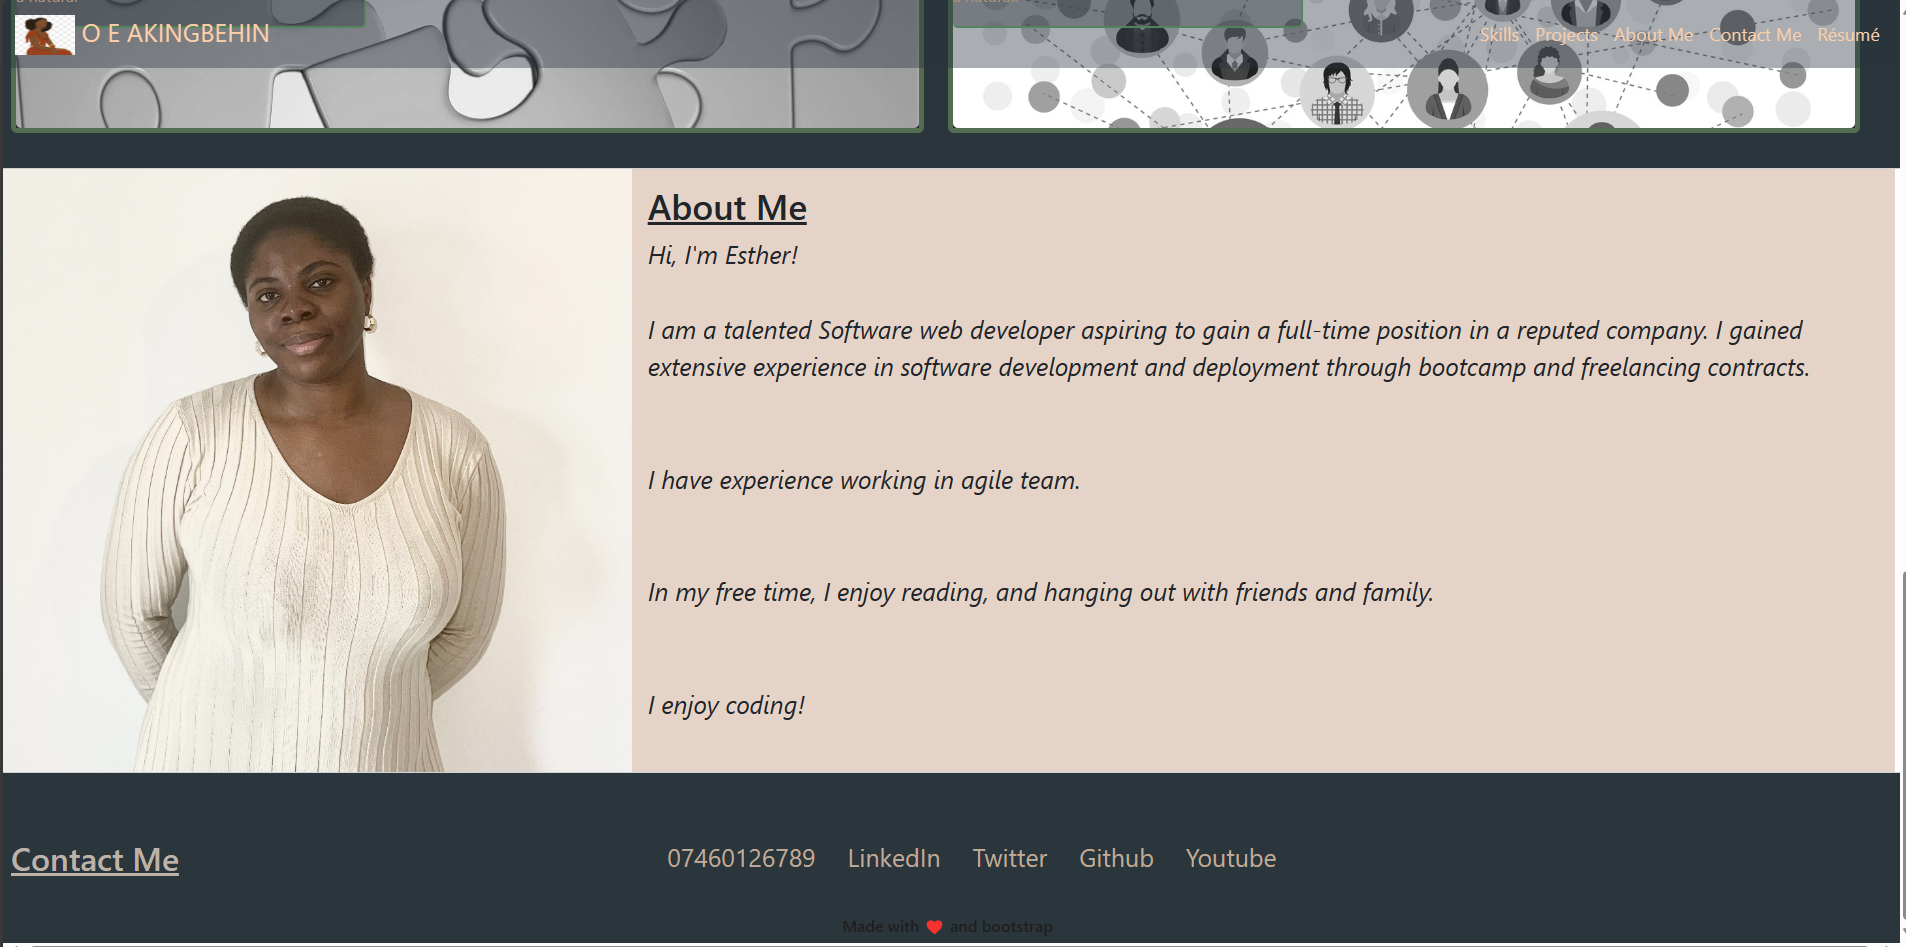 O E AKINGBEHIN
Skills Projects About Me Contact Me Résumé
About Me
Hi, I'm Esther!
I am a talented Software web developer aspiring to gain a full-time position in a reputed company. I gained
extensive experience in software development and deployment through bootcamp and freelancing contracts.
I have experience working in agile team.
In my free time, I enjoy reading, and hanging out with friends and family.
I enjoy coding!
Contact Me
07460126789 LinkedIn Twitter Github Youtube
Made with ❤️ and bootstrap